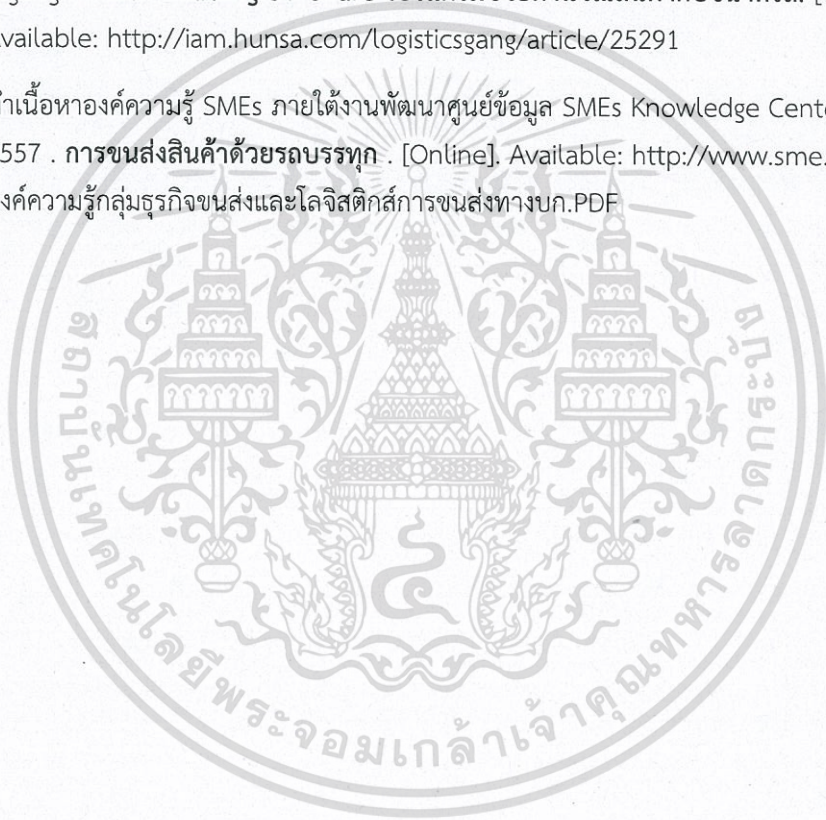 Available: http://iam.hunsa.com/logisticsgang/article/25291
ทำเนื้อหาองค์ความรู้ SMEs ภายใต้งานพัฒนาศูนย์ข้อมูล SMEs Knowledge Cente
2557 . การขนส่งสินค้าด้วยรถบรรทุก . [Online]. Available: http://www.sme.
องค์ความรู้กลุ่มธุรกิจขนส่งและโลจิสติกส์การขนส่งทางบก.PDF
สถาบันเทคโนโลยีพระจอมเกล้าเจ้าคุณทหารลาดกระบัง